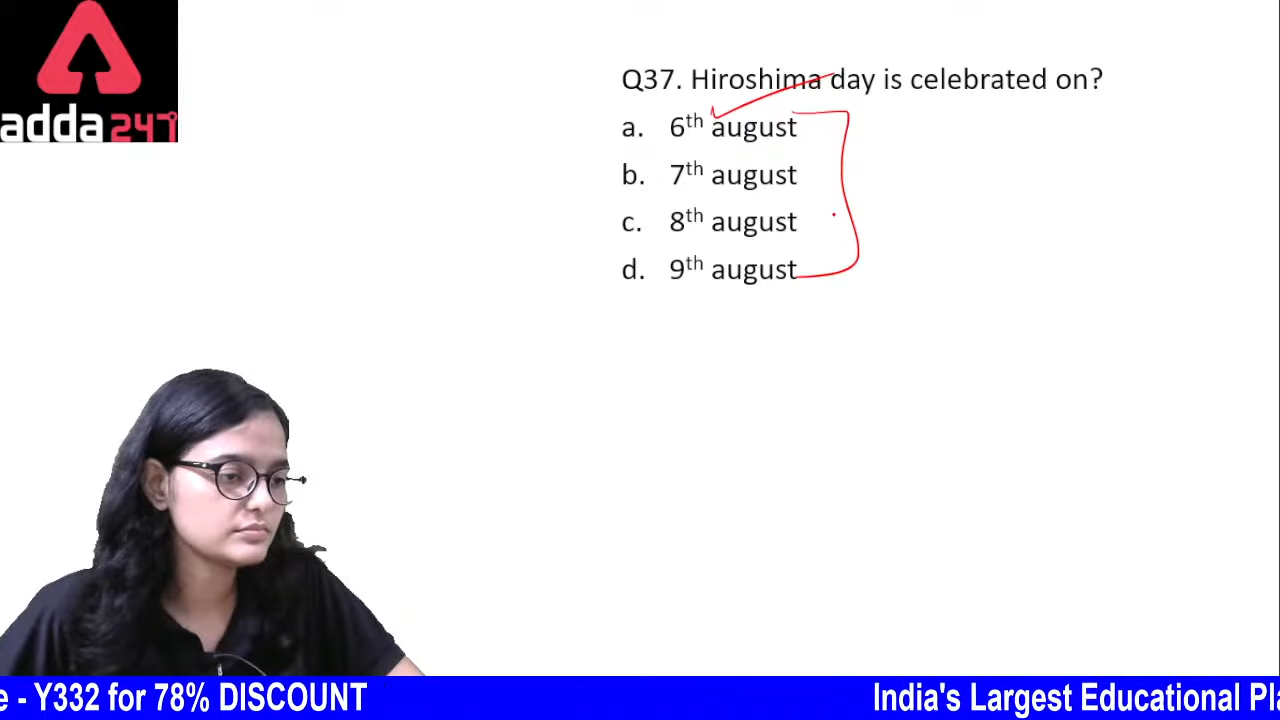 adda247
Q37. Hiroshima day is celebrated on?
a. 6th august
b. 7th august
c. 8th august
d. 9th august
e - Y332 for 78% DISCOUNT
India's Largest Educational Pla